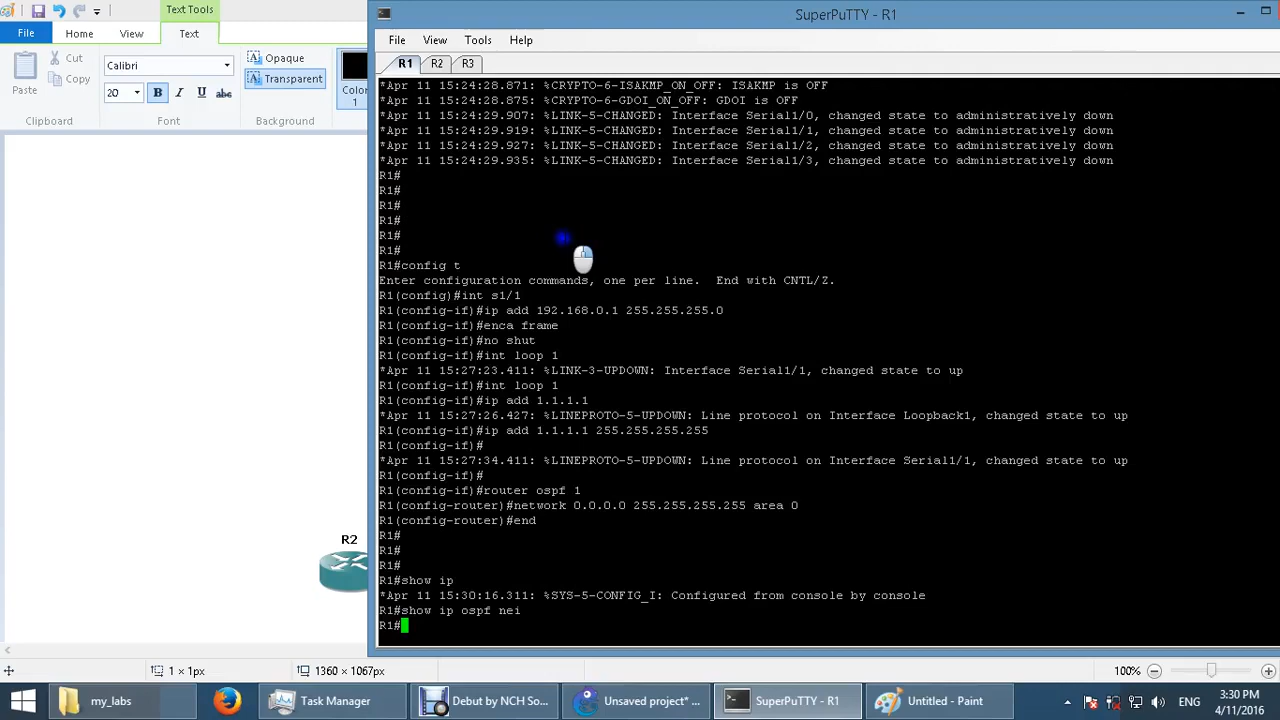 Text Tools
SuperPuTTY - R1
File
Home
View
Text
Paste
Cut
Copy
Calibri
20
B
I
U
abc
Opaque
Transparent
Color
1
Clipboard
Font
Background
File View Tools Help
R1 R2 R3
*Apr 11 15:24:28.871: %CRYPTO-6-ISAKMP_ON_OFF: ISAKMP is OFF
*Apr 11 15:24:28.875: %CRYPTO-6-GDOI_ON_OFF: GDOI is OFF
*Apr 11 15:24:29.907: %LINK-5-CHANGED: Interface Serial1/0, changed state to administratively down
*Apr 11 15:24:29.919: %LINK-5-CHANGED: Interface Serial1/1, changed state to administratively down
*Apr 11 15:24:29.927: %LINK-5-CHANGED: Interface Serial1/2, changed state to administratively down
*Apr 11 15:24:29.935: %LINK-5-CHANGED: Interface Serial1/3, changed state to administratively down
R1#
R1#
R1#
R1#
R1#
R1#
R1#config t
Enter configuration commands, one per line.  End with CNTL/Z.
R1(config)#int s1/1
R1(config-if)#ip add 192.168.0.1 255.255.255.0
R1(config-if)#enca frame
R1(config-if)#no shut
R1(config-if)#int loop 1
*Apr 11 15:27:23.411: %LINK-3-UPDOWN: Interface Serial1/1, changed state to up
R1(config-if)#int loop 1
R1(config-if)#ip add 1.1.1.1
*Apr 11 15:27:26.427: %LINEPROTO-5-UPDOWN: Line protocol on Interface Loopback1, changed state to up
R1(config-if)#ip add 1.1.1.1 255.255.255.255
R1(config-if)#
*Apr 11 15:27:34.411: %LINEPROTO-5-UPDOWN: Line protocol on Interface Serial1/1, changed state to up
R1(config-if)#
R1(config-if)#router ospf 1
R1(config-router)#network 0.0.0.0 255.255.255.255 area 0
R1(config-router)#end
R1#
R1#
R1#
R1#show ip
*Apr 11 15:30:16.311: %SYS-5-CONFIG_I: Configured from console by console
R1#show ip ospf nei
R1#
R2
1 × 1px
1360 × 1067px
100%
my_labs
Task Manager
Debut by NCH So...
Unsaved project*...
SuperPuTTY - R1
Untitled - Paint
ENG
3:30 PM
4/11/2016